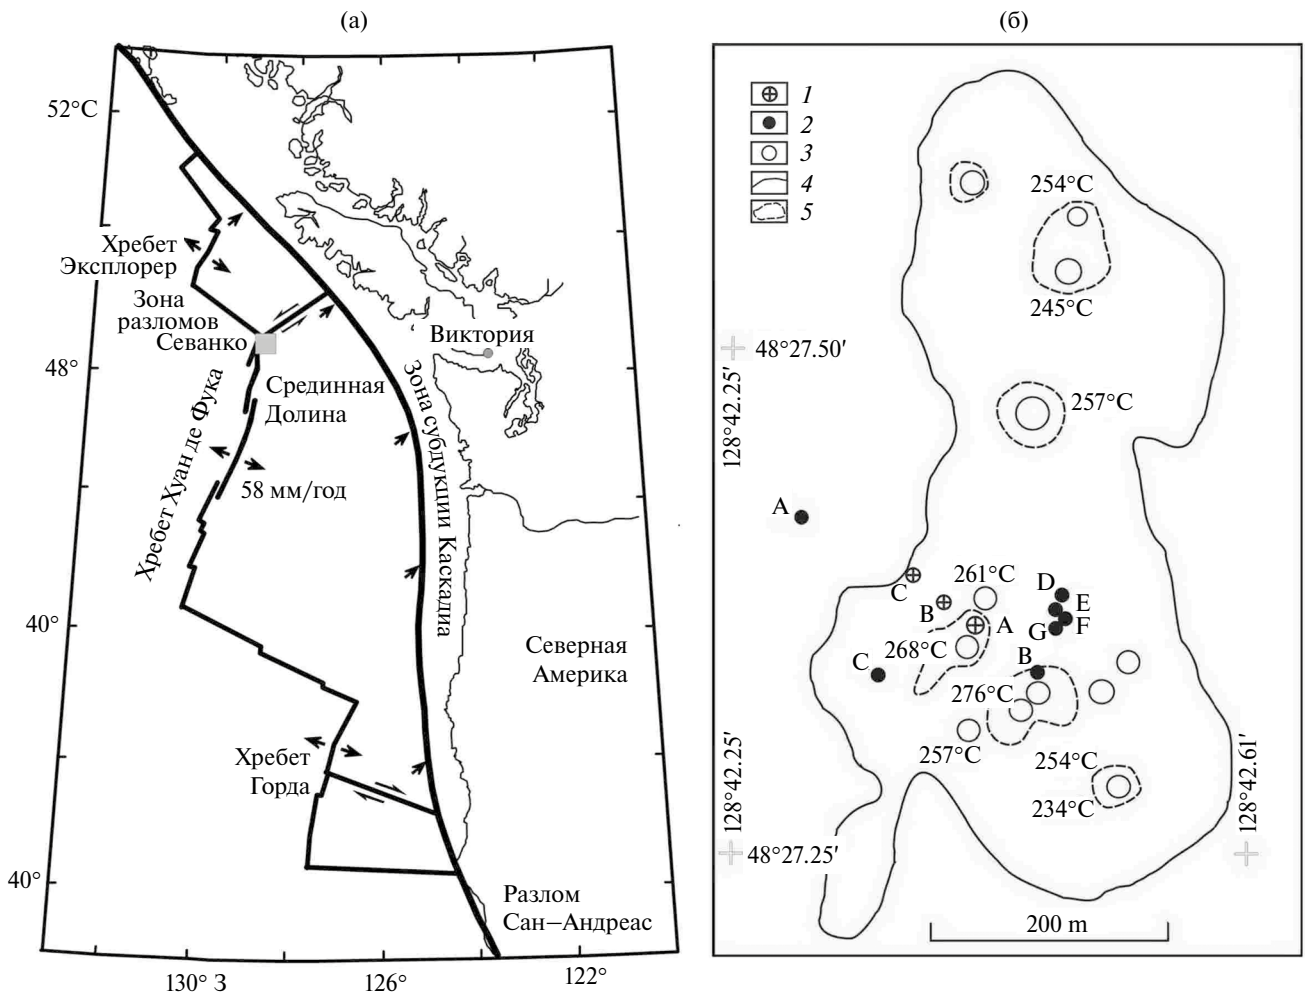 (а)
52°С
Хребет
Эксплорер
Зона
разломов
Севанко
48°
Виктория
Срединная
Долина
Хребет Хуан де Фука
58 мм/год
Зона субдукции Каскадиа
40°
Северная
Америка
Хребет
Горда
40°
Разлом
Сан−Андреас
130° З
126°
122°
(б)
1
2
3
4
5
254°C
245°C
48°27.50′
128°42.25′
257°C
A
C
B
261°C
A
268°C
D
E
F
G
C
B
276°C
257°C
254°C
234°C
128°42.25′
48°27.25′
128°42.61′
200 m